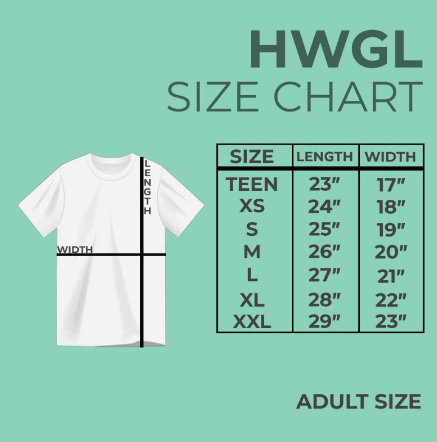 HWGL
SIZE CHART
LENGTH
WIDTH
SIZE LENGTH WIDTH
TEEN 23" 17"
XS 24" 18"
S 25" 19"
M 26" 20"
L 27" 21"
XL 28" 22"
XXL 29" 23"
ADULT SIZE